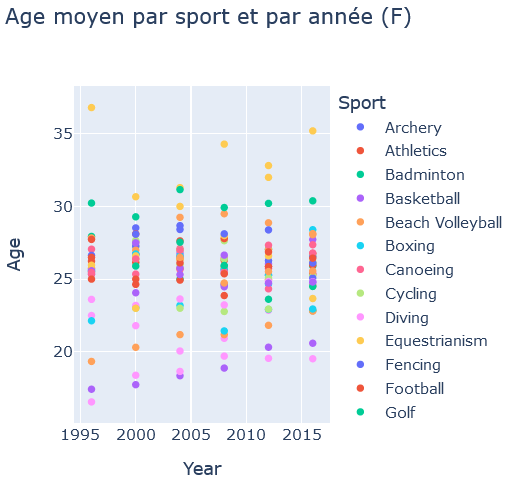 Age moyen par sport et par année (F)
Sport
Archery
Athletics
Badminton
Basketball
Beach Volleyball
Boxing
Canoeing
Cycling
Diving
Equestrianism
Fencing
Football
Golf
35
30
25
20
Age
1995 2000 2005 2010 2015
Year